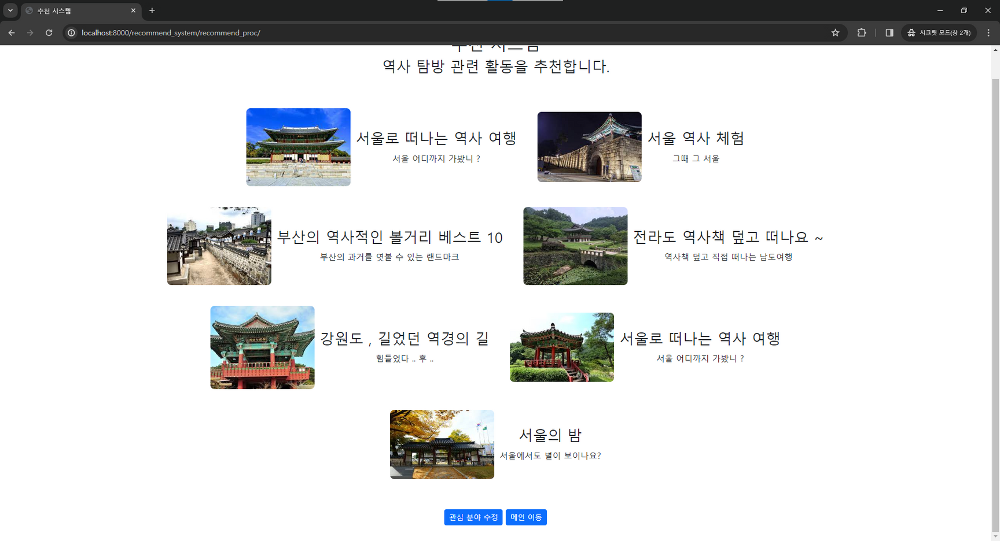 추천 시스템
localhost:8000/recommend_system/recommend_proc/
시크릿 모드(창 2개)
추천 시스템
역사 탐방 관련 활동을 추천합니다.
서울로 떠나는 역사 여행
서울 어디까지 가봤니 ?
서울 역사 체험
그때 그 서울
부산의 역사적인 볼거리 베스트 10
부산의 과거를 엿볼 수 있는 랜드마크
전라도 역사책 덮고 떠나요 ~
역사책 덮고 직접 떠나는 남도여행
강원도 , 길었던 역경의 길
힘들었다 .. 후 ..
서울로 떠나는 역사 여행
서울 어디까지 가봤니 ?
서울의 밤
서울에서도 별이 보이나요?
관심 분야 수정
메인 이동